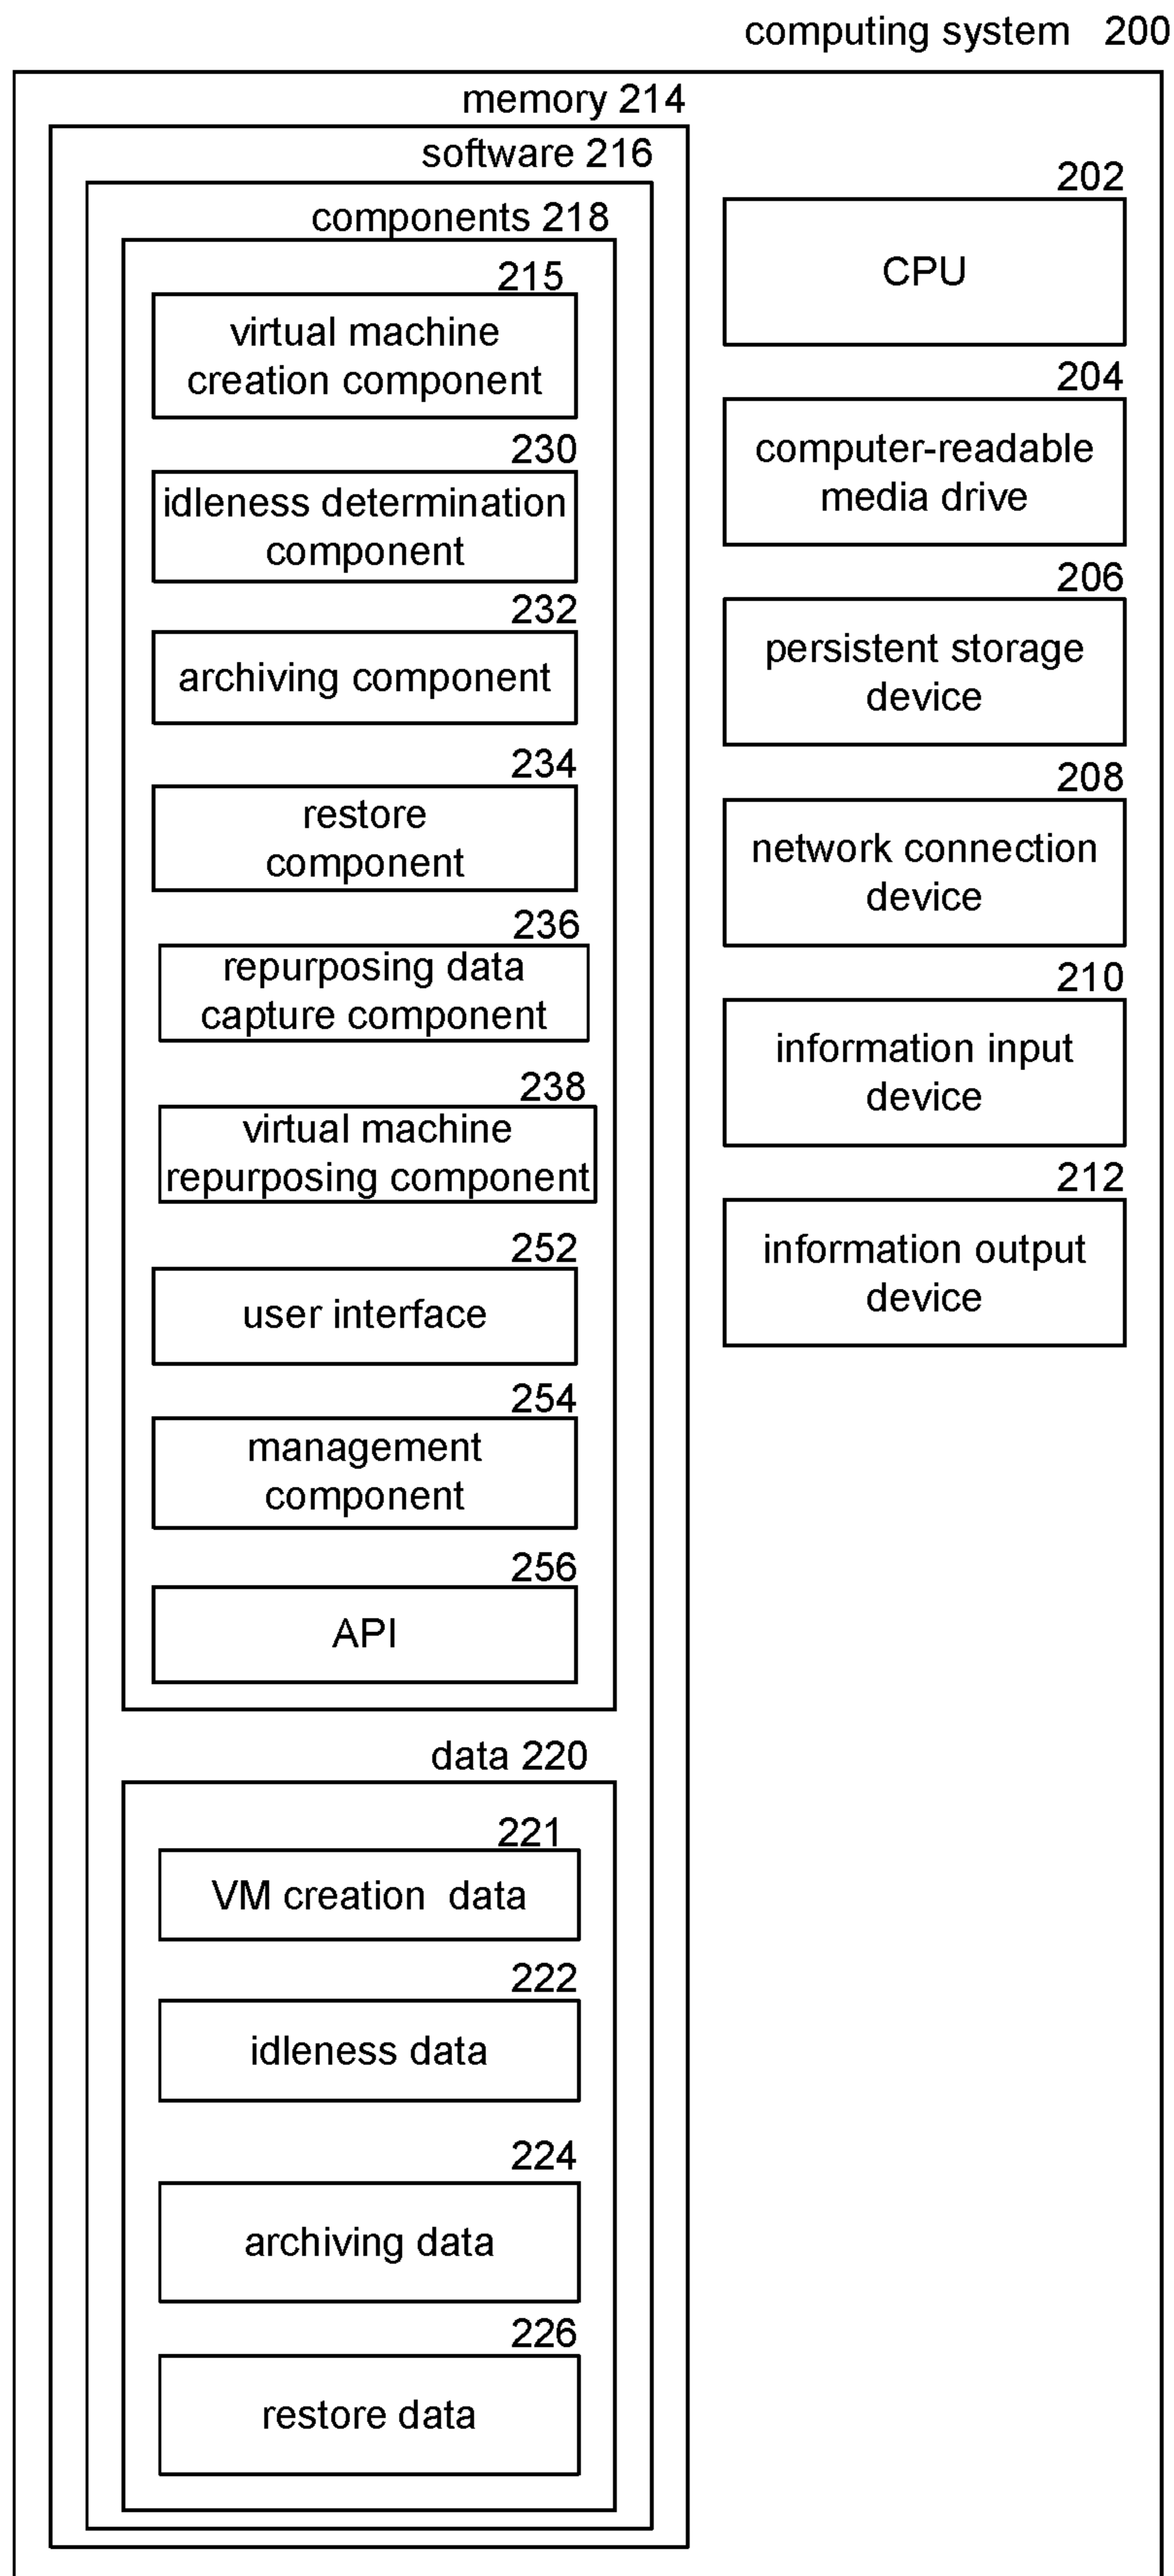 computing system 200
memory 214
software 216
components 218
215
virtual machine
creation component
230
idleness determination
component
232
archiving component
234
restore
component
236
repurposing data
capture component
238
virtual machine
repurposing component
252
user interface
254
management
component
256
API
data 220
221
VM creation data
222
idleness data
224
archiving data
226
restore data
202
CPU
204
computer-readable
media drive
206
persistent storage
device
208
network connection
device
210
information input
device
212
information output
device